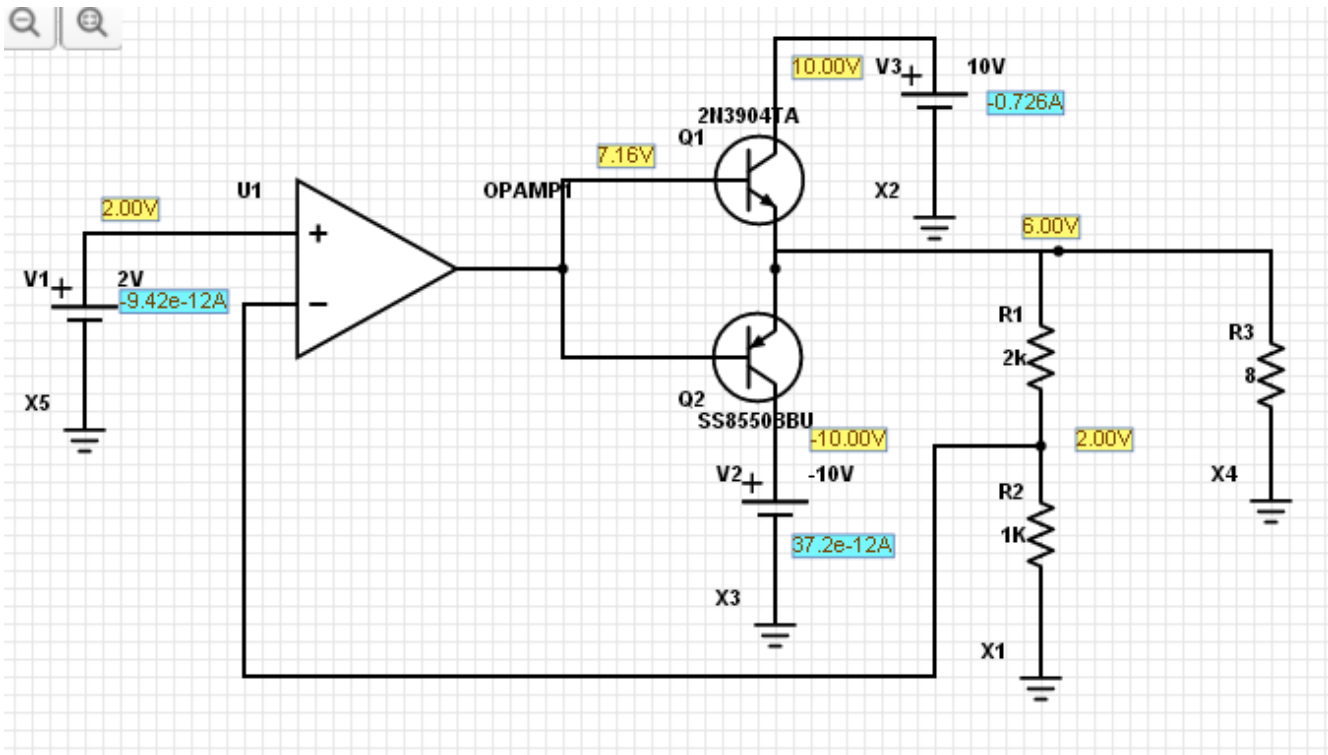 10.00V
V3
+
10V
-0.726A
2N3904TA
Q1
7.16V
U1
OPAMP1
X2
2.00V
+
6.00V
V1
+
2V
-9.42e-12A
−
R1
2k
R3
8
X5
Q2
SS8550BBU
-10.00V
2.00V
V2
+
-10V
X4
R2
1K
37.2e-12A
X3
X1